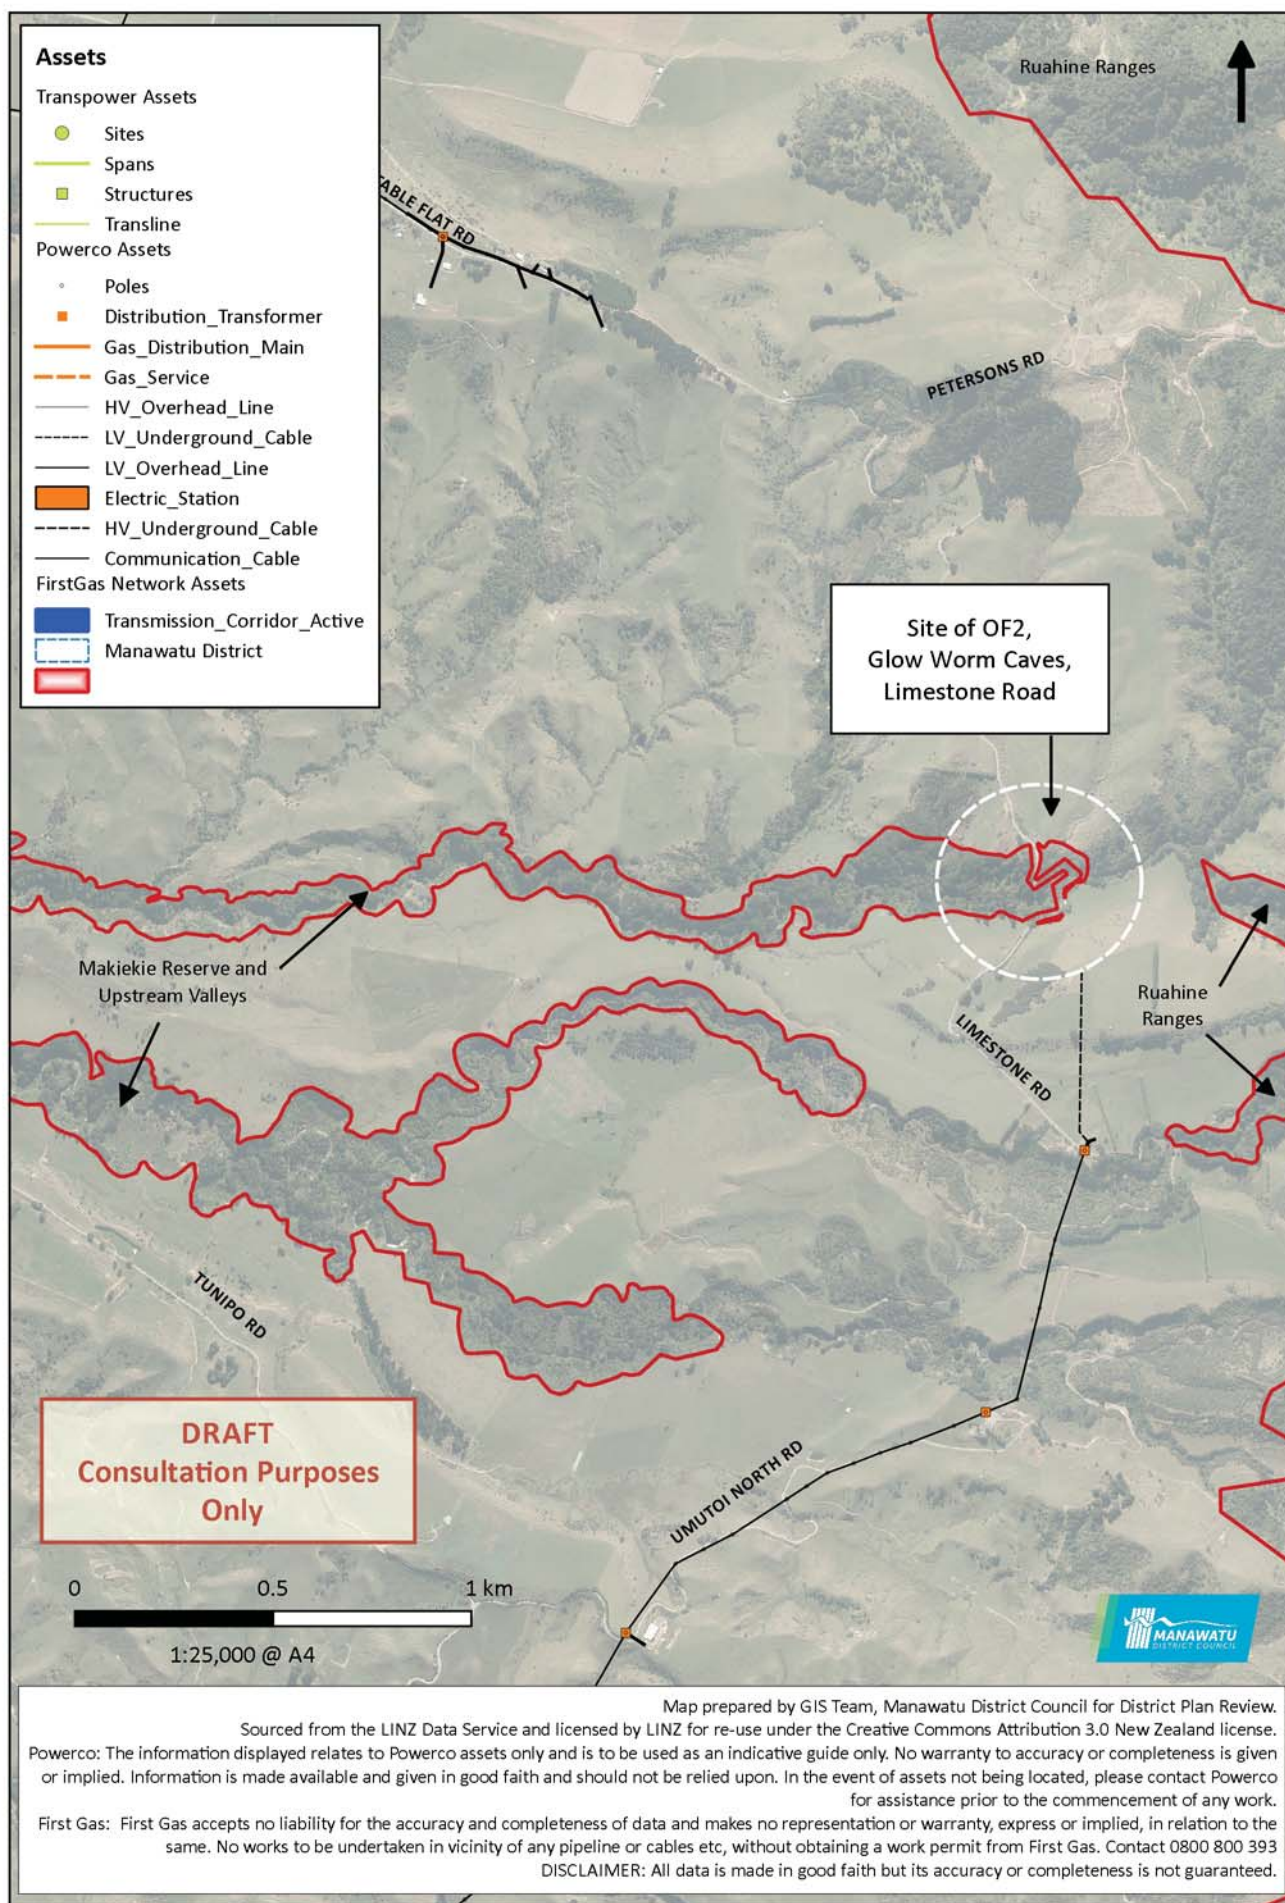 Assets
Transpower Assets
Sites
Spans
Structures
Transline
Powerco Assets
Poles
Distribution_Transformer
Gas_Distribution_Main
Gas_Service
HV_Overhead_Line
LV_Underground_Cable
LV_Overhead_Line
Electric_Station
HV_Underground_Cable
Communication_Cable
FirstGas Network Assets
Transmission_Corridor_Active
Manawatu District
Ruahine Ranges
TABLE FLAT RD
PETERSONS RD
Site of OF2,
Glow Worm Caves,
Limestone Road
Makiekie Reserve and
Upstream Valleys
Ruahine
Ranges
LIMESTONE RD
TUNIPO RD
UMUTOI NORTH RD
DRAFT
Consultation Purposes
Only
0 0.5 1 km
1:25,000 @ A4
MANAWATU
DISTRICT COUNCIL
Map prepared by GIS Team, Manawatu District Council for District Plan Review.
Sourced from the LINZ Data Service and licensed by LINZ for re-use under the Creative Commons Attribution 3.0 New Zealand license.
Powerco: The information displayed relates to Powerco assets only and is to be used as an indicative guide only. No warranty to accuracy or completeness is given
or implied. Information is made available and given in good faith and should not be relied upon. In the event of assets not being located, please contact Powerco
for assistance prior to the commencement of any work.
First Gas: First Gas accepts no liability for the accuracy and completeness of data and makes no representation or warranty, express or implied, in relation to the
same. No works to be undertaken in vicinity of any pipeline or cables etc, without obtaining a work permit from First Gas. Contact 0800 800 393
DISCLAIMER: All data is made in good faith but its accuracy or completeness is not guaranteed.